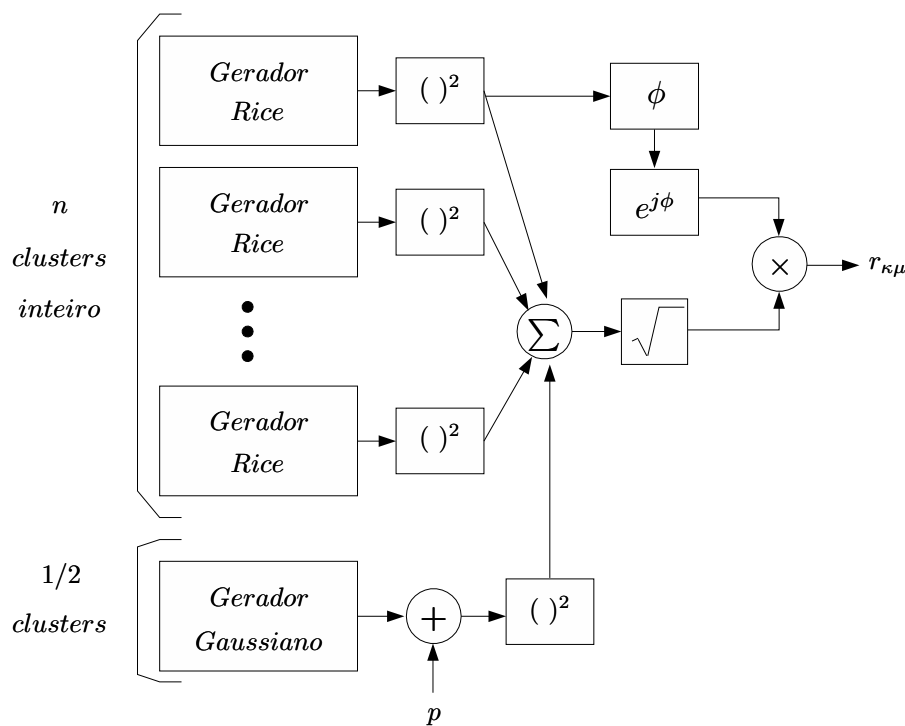 n
clusters
inteiro
Gerador
Rice
( )²
Gerador
Rice
( )²
Gerador
Rice
( )²
ϕ
e^{jϕ}
×
r_{κμ}
∑
√
1/2
clusters
Gerador
Gaussiano
+
( )²
p